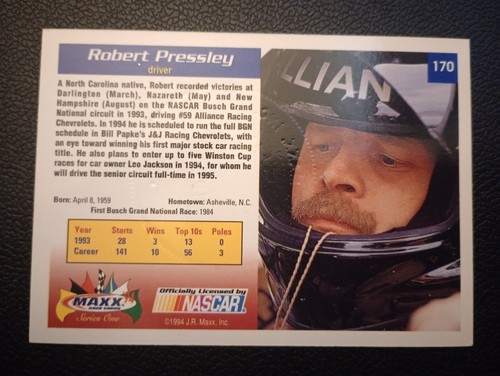 Robert Pressley
driver
170
LLIAN
A North Carolina native, Robert recorded victories at
Darlington (March), Nazareth (May) and New
Hampshire (August) on the NASCAR Busch Grand
National circuit in 1993, driving #59 Alliance Racing
Chevrolets. In 1994 he is scheduled to run the full BGN
schedule in Bill Papke's J&J Racing Chevrolets, with
an eye toward winning his first major stock car racing
title. He also plans to enter up to five Winston Cup
races for car owner Leo Jackson in 1994, for whom he
will drive the senior circuit full-time in 1995.
Born: April 8, 1959 Hometown: Asheville, N.C.
First Busch Grand National Race: 1984
Year Starts Wins Top 10s Poles
1993 28 3 13 0
Career 141 10 56 3
MAXX
RACE CARDS
Series One
Officially Licensed by
NASCAR
©1994 J.R. Maxx, Inc.